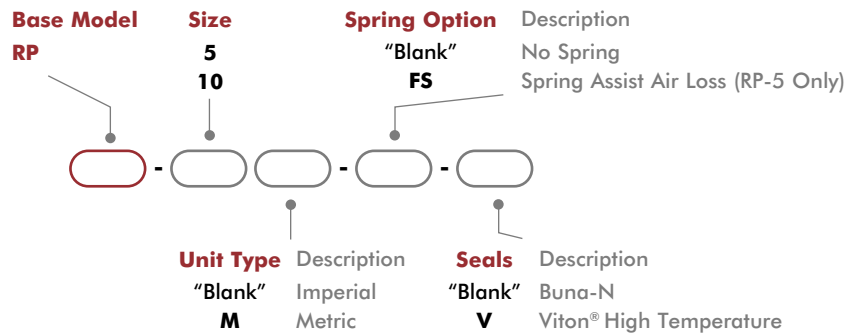 Base Model Size Spring Option Description
RP 5 "Blank" No Spring
10 FS Spring Assist Air Loss (RP-5 Only)
- - -
Unit Type Description Seals Description
"Blank" Imperial "Blank" Buna-N
M Metric V Viton® High Temperature